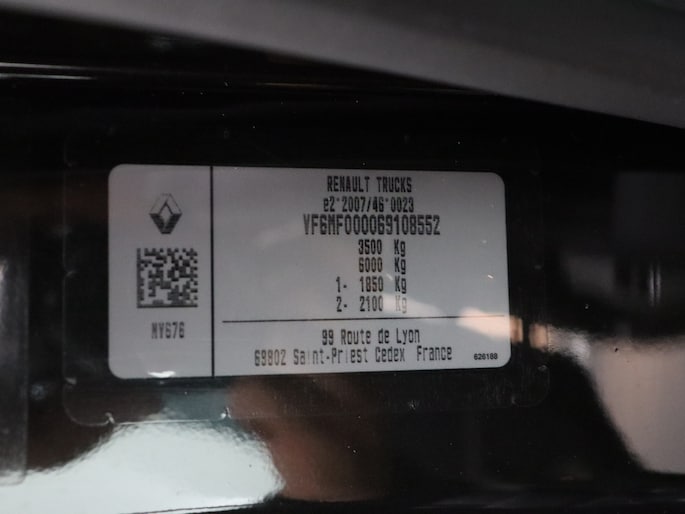 RENAULT TRUCKS
e2*2007/46*0023
VF6MF000069108552
3500 Kg
6000 Kg
1- 1850 Kg
2- 2100 Kg
MY676
99 Route de Lyon
69802 Saint-Priest Cedex France
626188